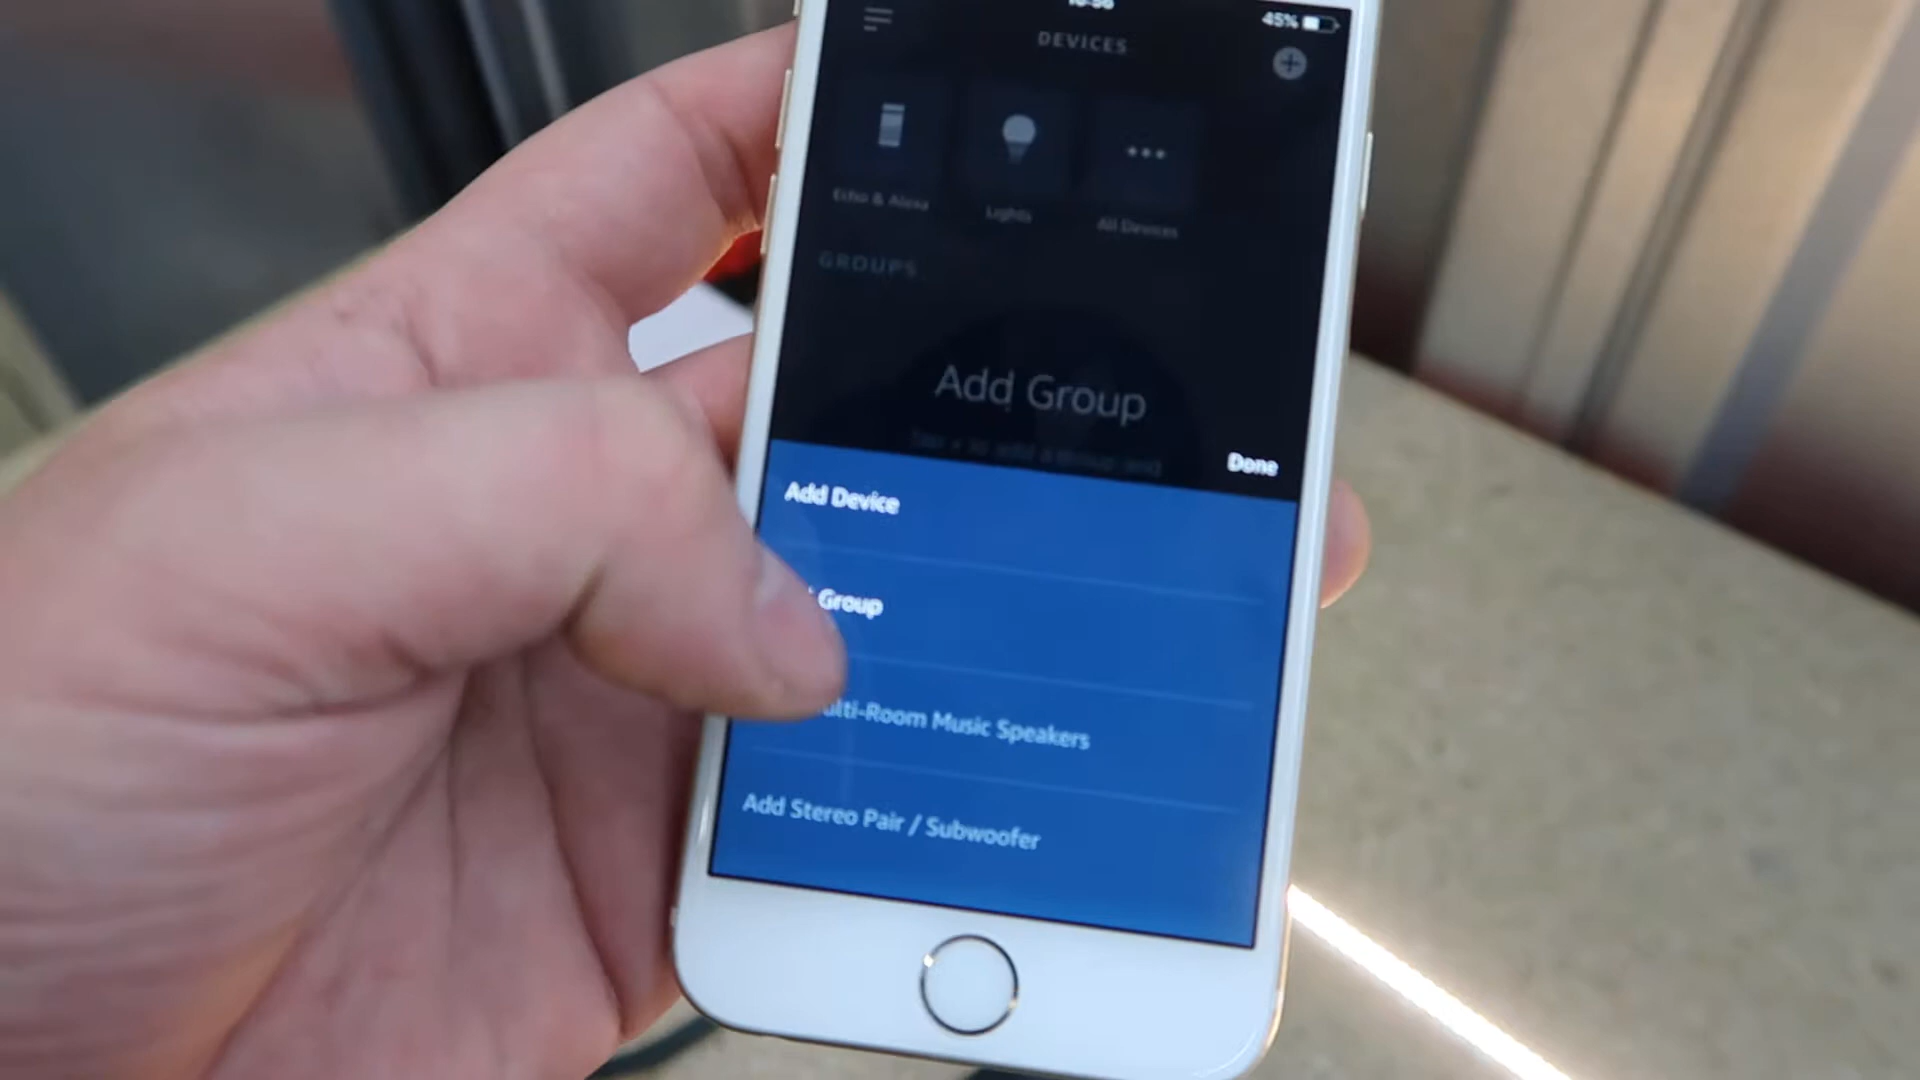 45%
DEVICES
Echo & Alexa
Lights
All Devices
GROUPS
Add Group
Done
Add Device
Group
ulti-Room Music Speakers
Add Stereo Pair / Subwoofer